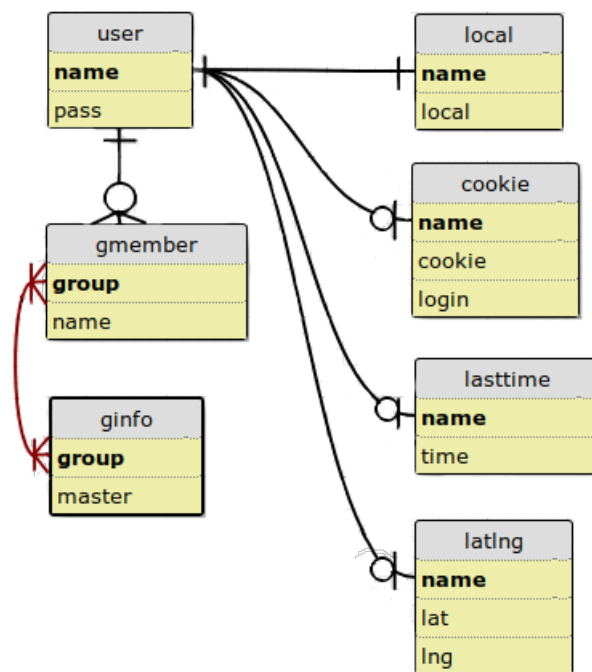 user
name
pass
gmember
group
name
ginfo
group
master
local
name
local
cookie
name
cookie
login
lasttime
name
time
latlng
name
lat
lng